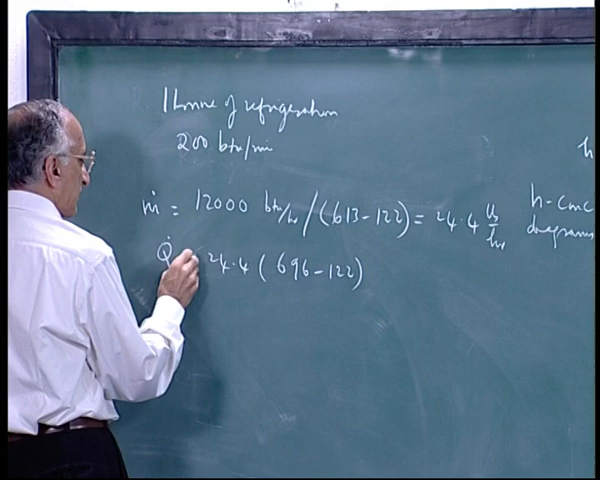 1 tonne of refrigeration
200 btu/min
ṁ = 12000 btu/hr / (613-122) = 24.4 lb/hr
Q̇ = 24.4 (696-122)
h
h-conc
diagrams